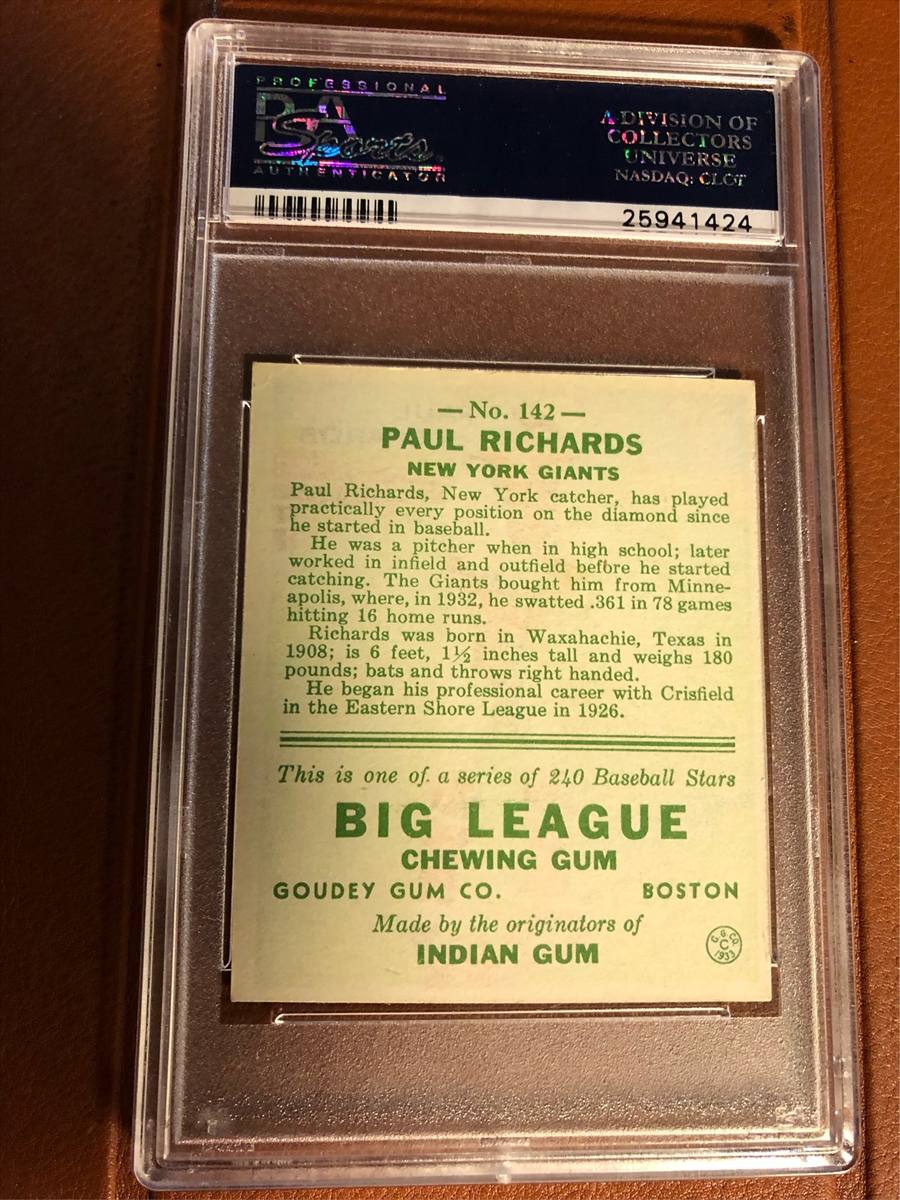 PROFESSIONAL
PSA
Sports
AUTHENTICATOR
A DIVISION OF
COLLECTORS
UNIVERSE
NASDAQ: CLCT
25941424
— No. 142 —
PAUL RICHARDS
NEW YORK GIANTS
Paul Richards, New York catcher, has played
practically every position on the diamond since
he started in baseball.
He was a pitcher when in high school; later
worked in infield and outfield before he started
catching. The Giants bought him from Minne-
apolis, where, in 1932, he swatted .361 in 78 games
hitting 16 home runs.
Richards was born in Waxahachie, Texas in
1908; is 6 feet, 1½ inches tall and weighs 180
pounds; bats and throws right handed.
He began his professional career with Crisfield
in the Eastern Shore League in 1926.
This is one of a series of 240 Baseball Stars
BIG LEAGUE
CHEWING GUM
GOUDEY GUM CO. BOSTON
Made by the originators of
INDIAN GUM
G. G. CO.
C
1933